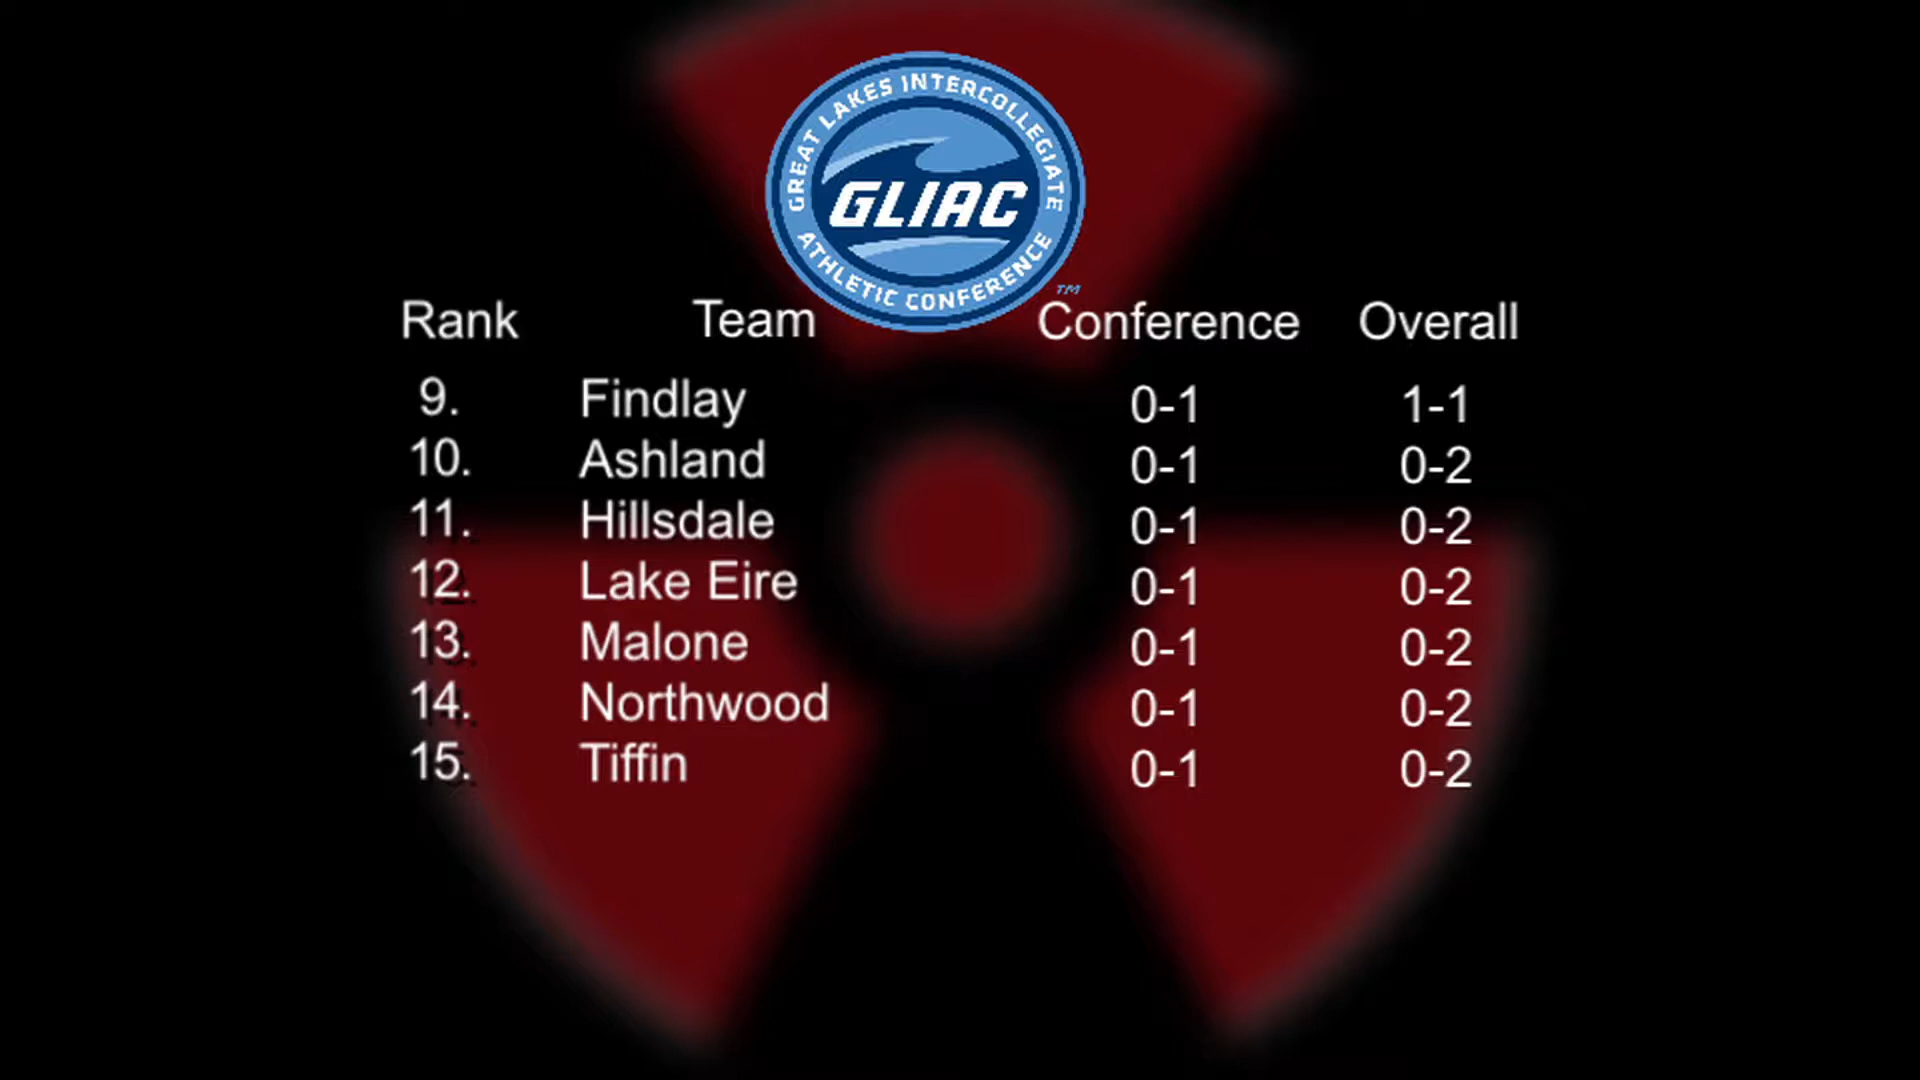 GREAT LAKES INTERCOLLEGIATE
GLIAC
ATHLETIC CONFERENCE
TM
Rank Team Conference Overall
9. Findlay 0-1 1-1
10. Ashland 0-1 0-2
11. Hillsdale 0-1 0-2
12. Lake Eire 0-1 0-2
13. Malone 0-1 0-2
14. Northwood 0-1 0-2
15. Tiffin 0-1 0-2